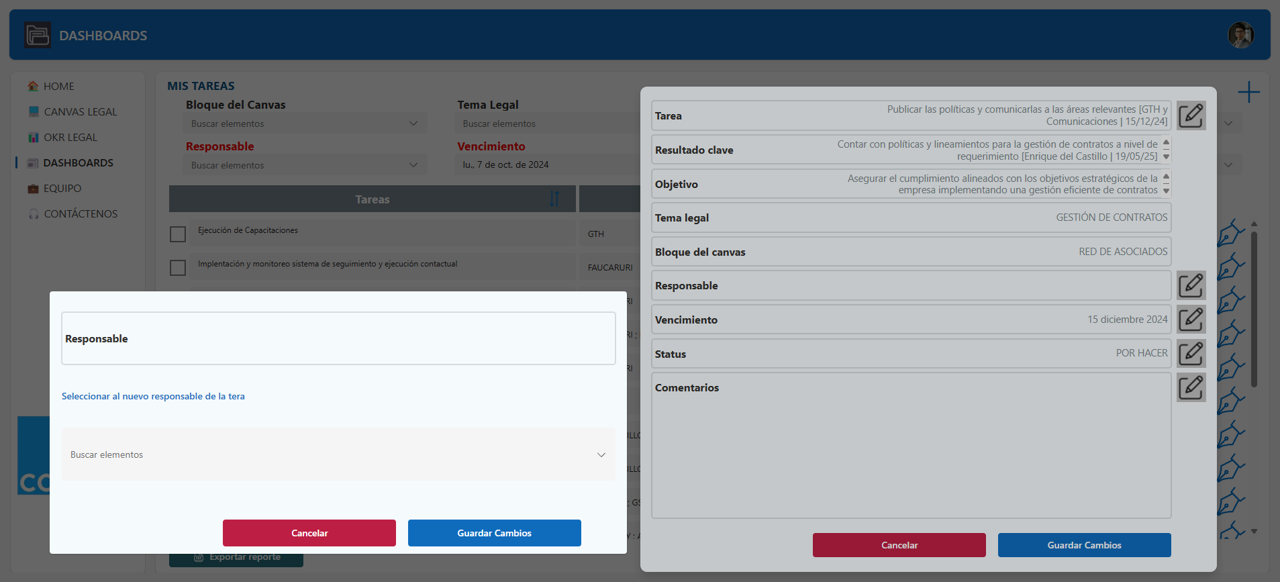 DASHBOARDS
HOME
CANVAS LEGAL
OKR LEGAL
DASHBOARDS
EQUIPO
CONTÁCTENOS
MIS TAREAS
Bloque del Canvas
Tema Legal
Buscar elementos
Buscar elementos
Responsable
Vencimiento
Buscar elementos
lu., 7 de oct. de 2024
Tareas
Ejecución de Capacitaciones
GTH
Implentación y monitoreo sistema de seguimiento y ejecución contactual
FAUCARURI
Responsable
Seleccionar al nuevo responsable de la tera
Buscar elementos
Cancelar
Guardar Cambios
Exportar reporte
Tarea
Publicar las políticas y comunicarlas a las áreas relevantes [GTH y
Comunicaciones | 15/12/24]
Resultado clave
Contar con políticas y lineamientos para la gestión de contratos a nivel de
requerimiento [Enrique del Castillo | 19/05/25]
Objetivo
Asegurar el cumplimiento alineados con los objetivos estratégicos de la
empresa implementando una gestión eficiente de contratos
Tema legal
GESTIÓN DE CONTRATOS
Bloque del canvas
RED DE ASOCIADOS
Responsable
Vencimiento
15 diciembre 2024
Status
POR HACER
Comentarios
Cancelar
Guardar Cambios